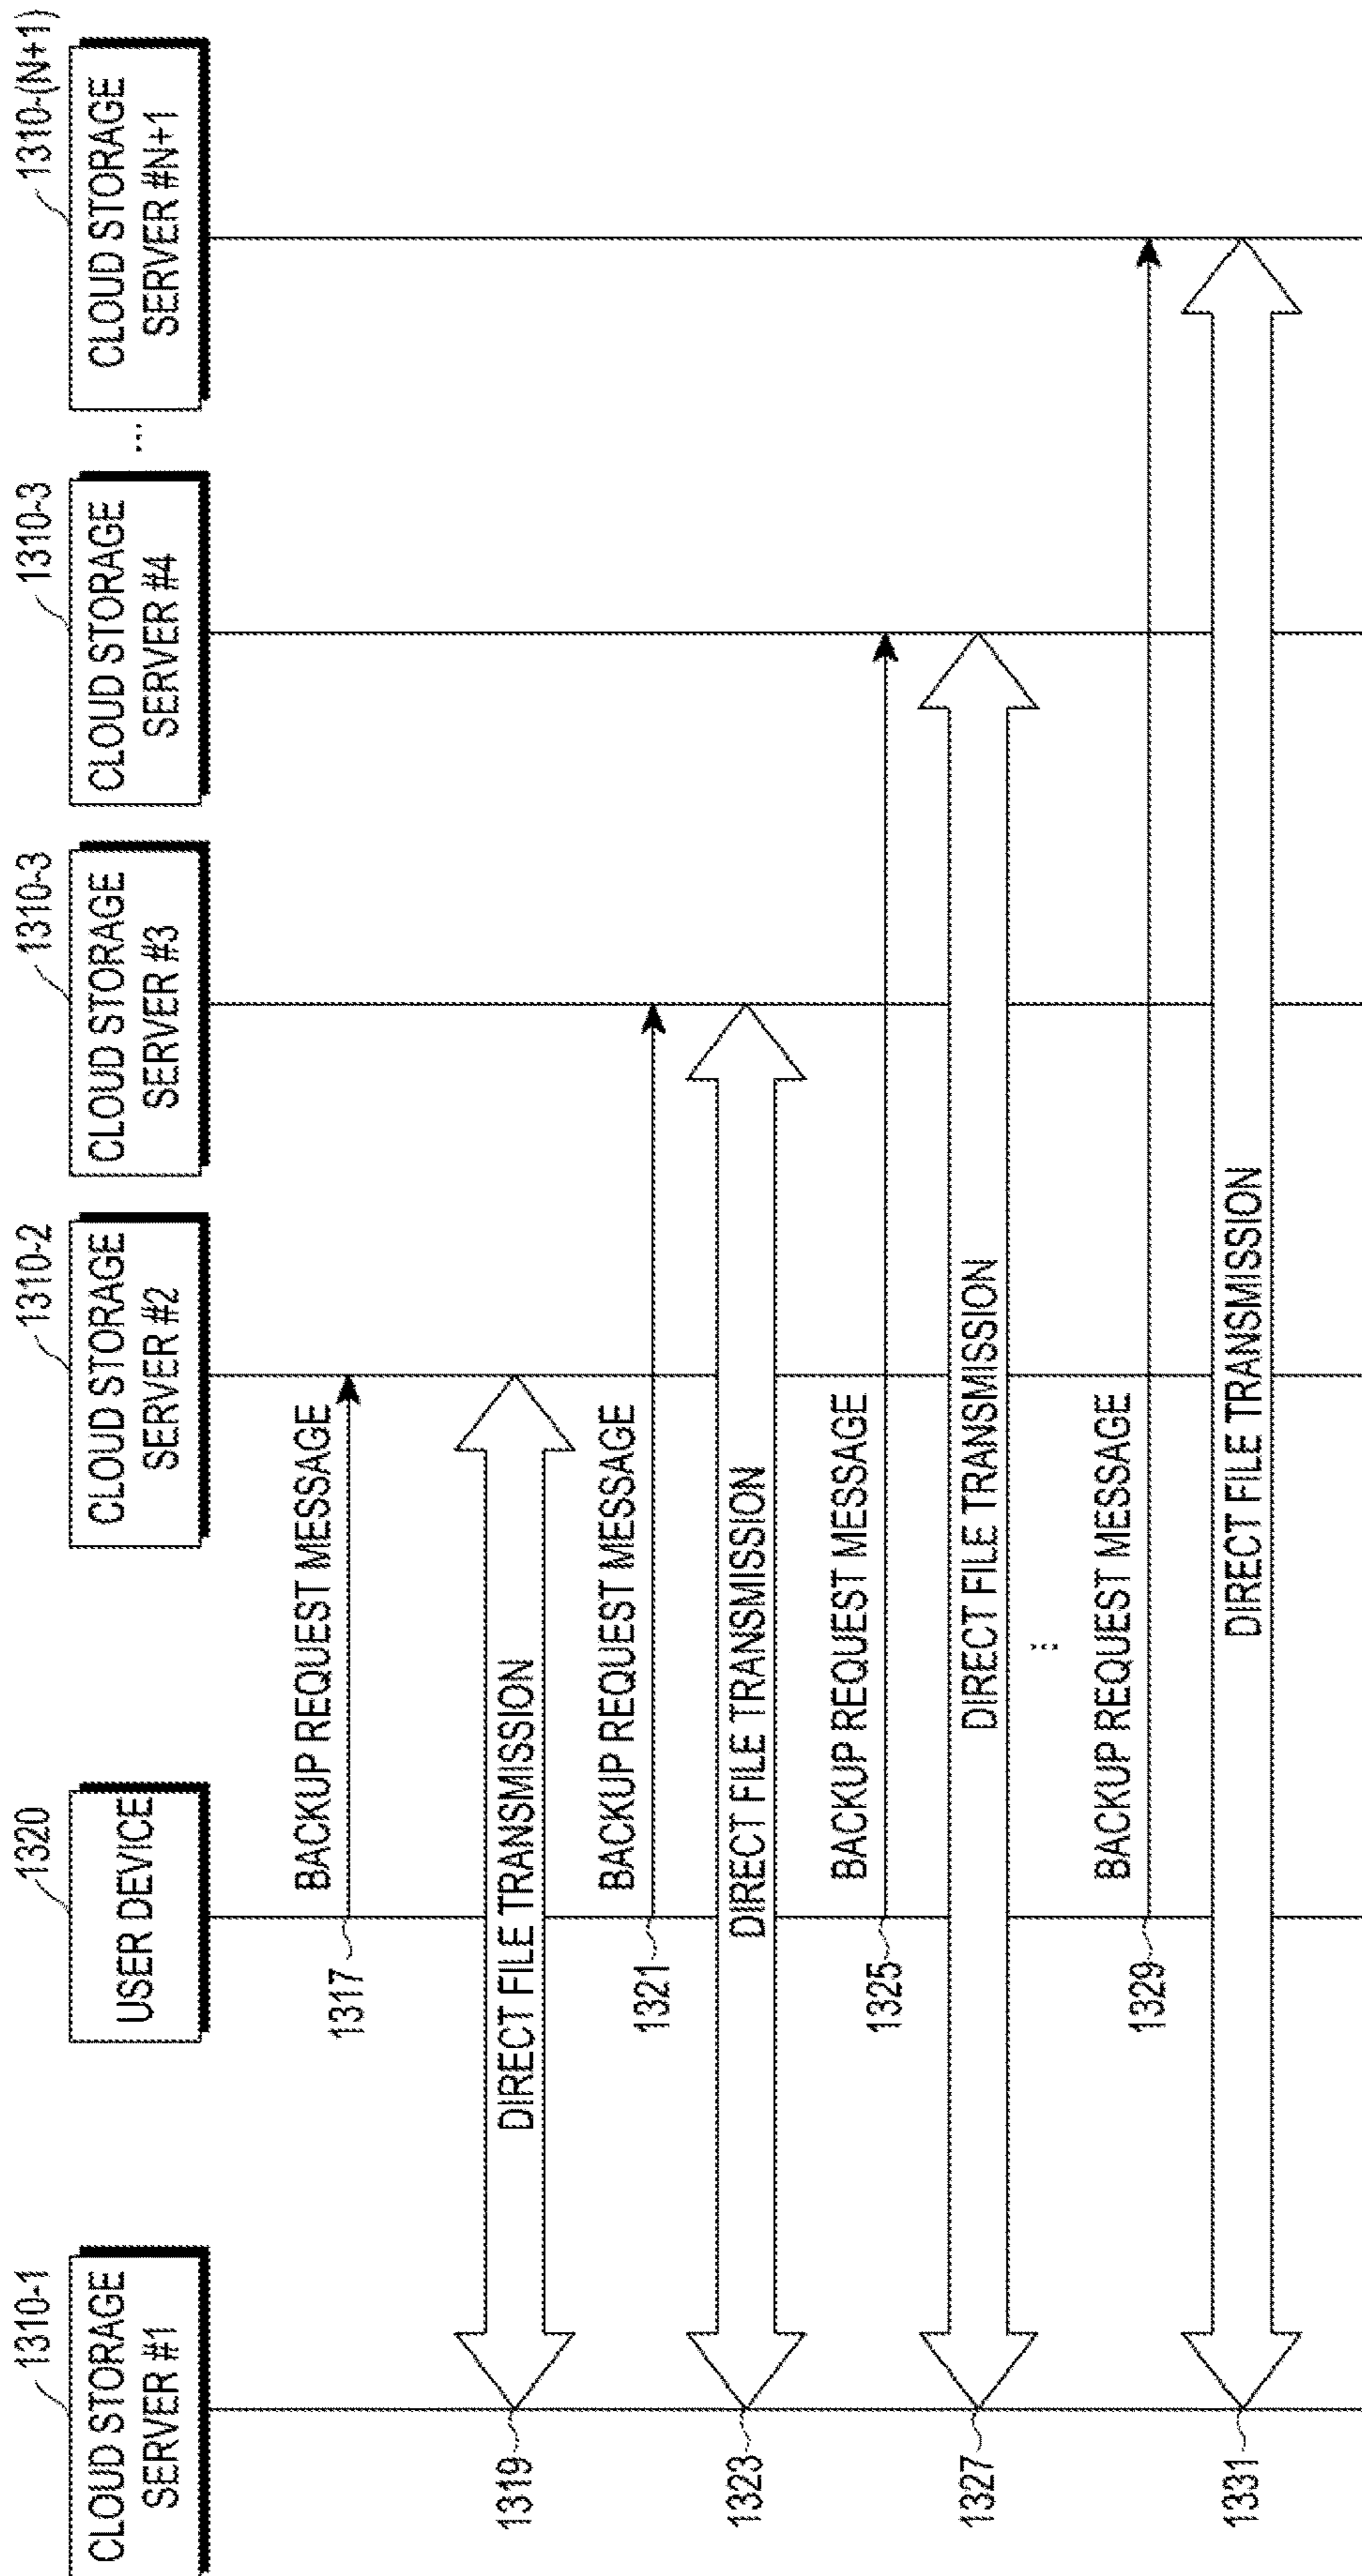 1310-1
CLOUD STORAGE
SERVER #1
1320
USER DEVICE
1310-2
CLOUD STORAGE
SERVER #2
1310-3
CLOUD STORAGE
SERVER #3
1310-3
CLOUD STORAGE
SERVER #4
...
1310-(N+1)
CLOUD STORAGE
SERVER #N+1
BACKUP REQUEST MESSAGE
1317
1319
DIRECT FILE TRANSMISSION
BACKUP REQUEST MESSAGE
1321
1323
DIRECT FILE TRANSMISSION
BACKUP REQUEST MESSAGE
1325
1327
DIRECT FILE TRANSMISSION
...
BACKUP REQUEST MESSAGE
1329
1331
DIRECT FILE TRANSMISSION